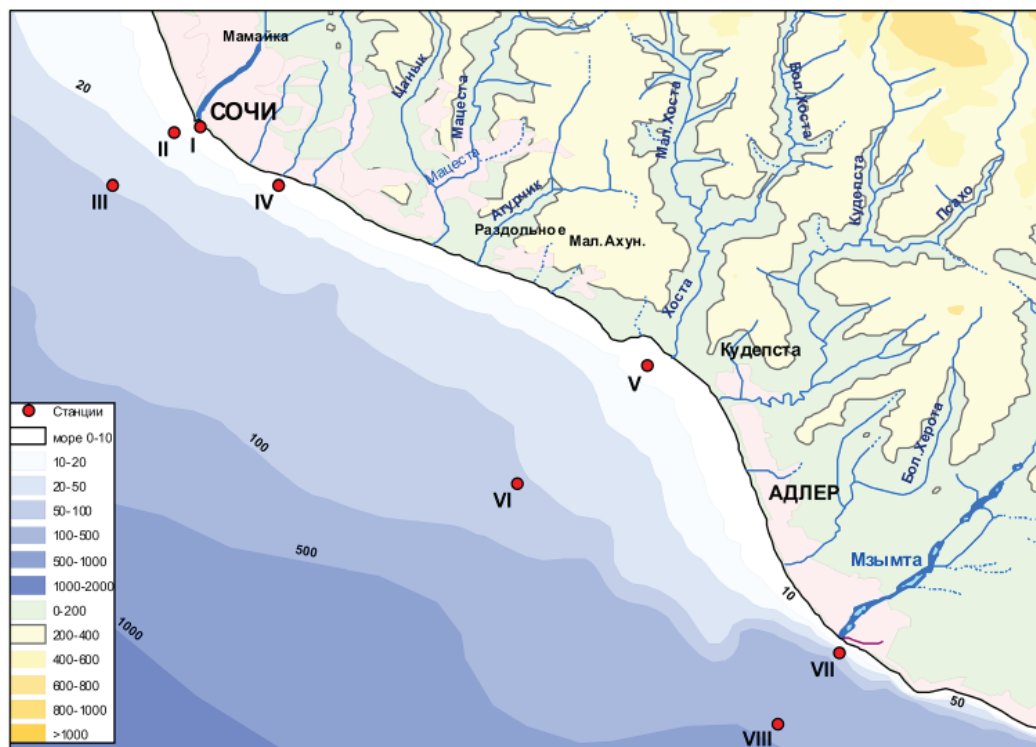 Мамайка
20
СОЧИ
II
I
III
IV
Цанык
Мацеста
Мацеста
Агурчик
Раздольное
Мал.Ахун.
Мал.Хоста
Бол.Хоста
Хоста
Кудепста
Псахо
Кудепста
V
VI
100
500
1000
АДЛЕР
Бол.Херота
Мзымта
10
VII
50
VIII
Станции
море 0-10
10-20
20-50
50-100
100-500
500-1000
1000-2000
0-200
200-400
400-600
600-800
800-1000
>1000